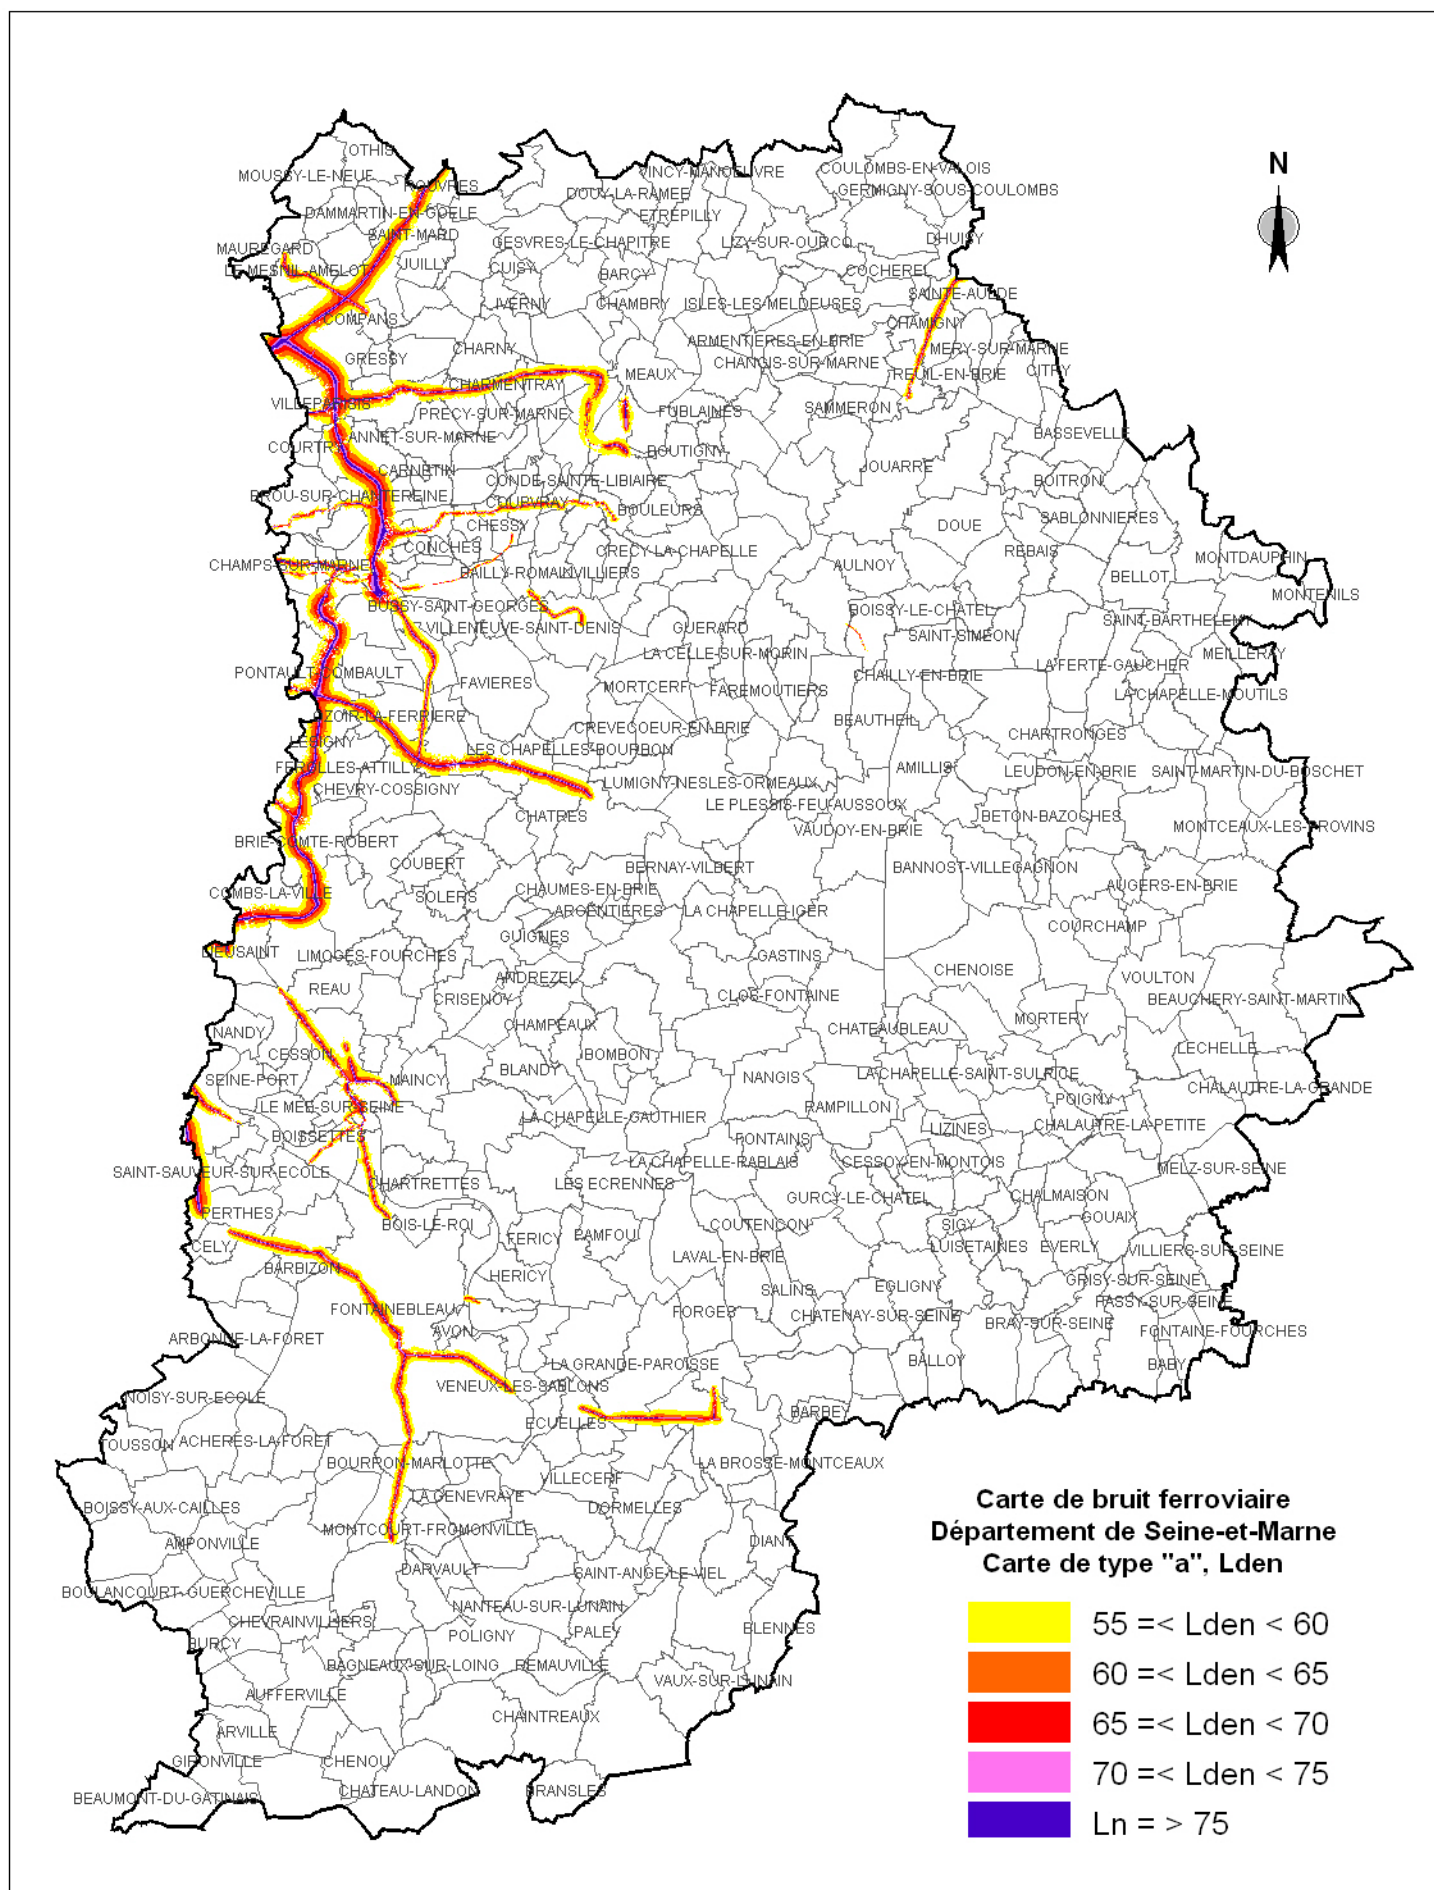 OTHIS
MOUSSY-LE-NEUF
ROUVRES
COULOMBS-EN-VALOIS
VINCY-MANOEUVRE
GERMIGNY-SOUS-COULOMBS
DOUY-LA-RAMEE
N
DAMMARTIN-EN-GOELE
ETREPILLY
SAINT-MARD
GESVRES-LE-CHAPITRE
LIZY-SUR-OURCQ
DHUISY
MAUREGARD
JUILLY
CUISY
BARCY
COCHEREL
LE-MESNIL-AMELOT
IVERNY
CHAMBRY
ISLES-LES-MELDEUSES
SAINTE-AULDE
COMPANS
CHAMIGNY
GRESSY
CHARNY
ARMENTIERES-EN-BRIE
MERY-SUR-MARNE
CHANGIS-SUR-MARNE
CITRY
CHARMENTRAY
MEAUX
REUIL-EN-BRIE
VILLEPARISIS
PRECY-SUR-MARNE
FUBLAINES
SAMMERON
ANNET-SUR-MARNE
BASSEVELLE
COURTRY
BOUTIGNY
CARNETIN
JOUARRE
CONDE-SAINTE-LIBIAIRE
BOITRON
BROU-SUR-CHANTEREINE
COUPVRAY
BOULEURS
CHESSY
DOUE
SABLONNIERES
CONCHES
CRECY-LA-CHAPELLE
REBAIS
MONTDAUPHIN
CHAMPS-SUR-MARNE
BAILLY-ROMAINVILLIERS
AULNOY
BELLOT
MONTENILS
BUSSY-SAINT-GEORGES
BOISSY-LE-CHATEL
VILLENEUVE-SAINT-DENIS
GUERARD
SAINT-SIMEON
SAINT-BARTHELEMY
LA CELLE-SUR-MORIN
MEILLERAY
PONTAULT-COMBAULT
FAVIERES
MORTCERF
FAREMOUTIERS
CHAILLY-EN-BRIE
LA FERTE-GAUCHER
LA CHAPELLE-MOUTILS
OZOIR-LA-FERRIERE
CREVECOEUR-EN-BRIE
BEAUTHEIL
CHARTRONGES
LESIGNY
LES CHAPELLES-BOURBON
FEROLLES-ATTILLY
AMILLIS
LEUDON-EN-BRIE
SAINT-MARTIN-DU-BOSCHET
CHEVRY-COSSIGNY
LUMIGNY-NESLES-ORMEAUX
LE PLESSIS-FEU-AUSSOUX
CHATRES
BETON-BAZOCHES
VAUDOY-EN-BRIE
MONTCEAUX-LES-PROVINS
BRIE-COMTE-ROBERT
COUBERT
BERNAY-VILBERT
BANNOST-VILLEGAGNON
COMBS-LA-VILLE
SOLERS
CHAUMES-EN-BRIE
AUGERS-EN-BRIE
ARGENTIERES
LA CHAPELLE-IGER
COURCHAMP
GUIGNES
LIEUSAINT
LIMOGES-FOURCHES
GASTINS
ANDREZEL
CHENOISE
VOULTON
REAU
CRISENOY
CLOS-FONTAINE
BEAUCHERY-SAINT-MARTIN
NANDY
CHAMPEAUX
CHATEAUBLEAU
MORTERY
CESSON
BOMBON
LECHELLE
SEINE-PORT
MAINCY
BLANDY
NANGIS
LA CHAPELLE-SAINT-SULPICE
CHALAUTRE-LA-GRANDE
LE MEE-SUR-SEINE
LA CHAPELLE-GAUTHIER
RAMPILLON
POIGNY
BOISSETTES
FONTAINS
LIZINES
CHALAUTRE-LA-PETITE
SAINT-SAUVEUR-SUR-ECOLE
CHARTRETTES
LES ECRENNES
LA CHAPELLE-RABLAIS
CESSOY-EN-MONTOIS
MELZ-SUR-SEINE
PERTHES
BOIS-LE-ROI
GURCY-LE-CHATEL
CHALMAISON
GOUAIX
CELY
FERICY
PAMFOU
COUTENCON
SIGY
LUISETAINES
EVERLY
VILLIERS-SUR-SEINE
BARBIZON
HERICY
LAVAL-EN-BRIE
EGLIGNY
GRISY-SUR-SEINE
FONTAINEBLEAU
SALINS
PASSY-SUR-SEINE
ARBONNE-LA-FORET
AVON
FORGES
CHATENAY-SUR-SEINE
BRAY-SUR-SEINE
FONTAINE-FOURCHES
LA GRANDE-PAROISSE
BALLOY
BABY
NOISY-SUR-ECOLE
VENEUX-LES-SABLONS
ECUELLES
BARBEY
TOUSSON
ACHERES-LA-FORET
BOURRON-MARLOTTE
VILLECERF
LA BROSSE-MONTCEAUX
BOISSY-AUX-CAILLES
LA GENEVRAYE
DORMELLES
AMPONVILLE
MONTCOURT-FROMONVILLE
DIANT
DARVAULT
SAINT-ANGE-LE-VIEL
BOULANCOURT
GUERCHEVILLE
NANTEAU-SUR-LUNAIN
CHEVRAINVILLIERS
BURCY
POLIGNY
PALEY
BLENNES
BAGNEAUX-SUR-LOING
REMAUVILLE
AUFFERVILLE
VAUX-SUR-LUNAIN
ARVILLE
CHAINTREAUX
GIRONVILLE
CHENOU
BEAUMONT-DU-GATINAIS
CHATEAU-LANDON
BRANSLES
Carte de bruit ferroviaire
Département de Seine-et-Marne
Carte de type "a", Lden
55 =< Lden < 60
60 =< Lden < 65
65 =< Lden < 70
70 =< Lden < 75
Ln = > 75